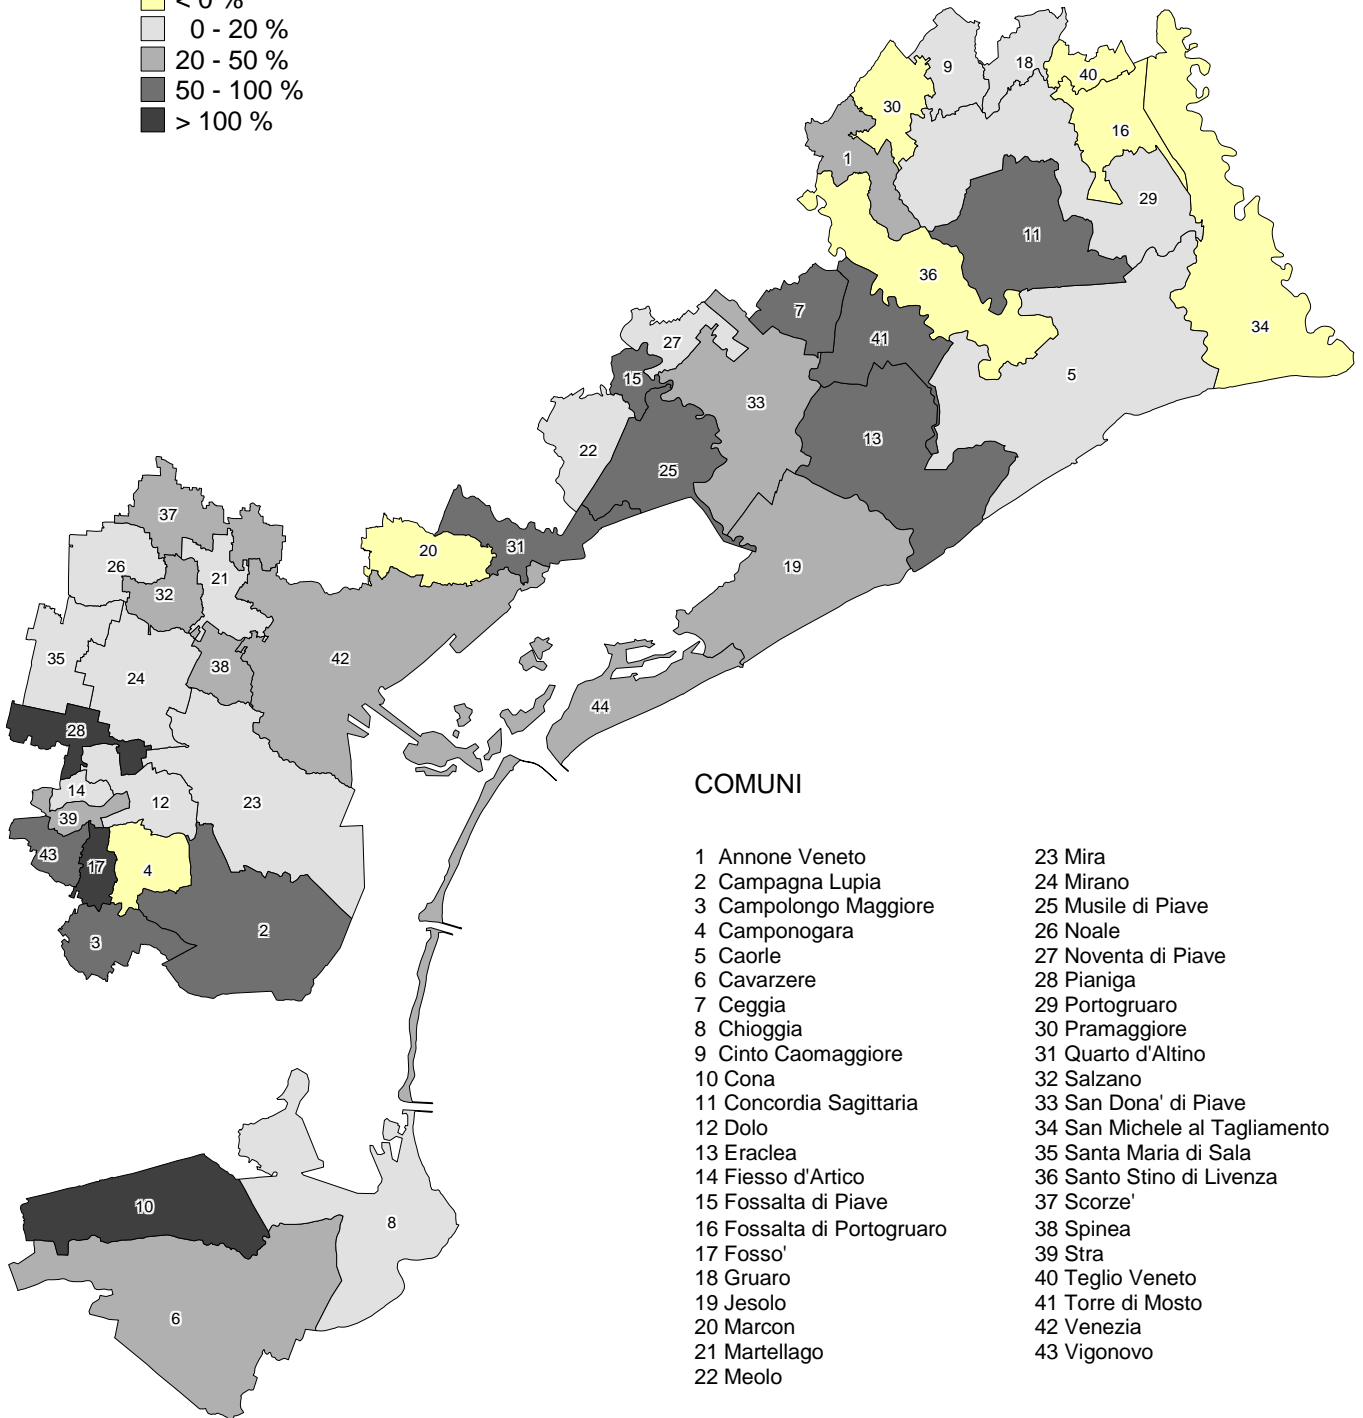 < 0 %
0 - 20 %
20 - 50 %
50 - 100 %
> 100 %
9
18
40
30
16
1
29
11
36
7
34
27
41
5
15
33
13
22
25
37
20
31
26
21
19
32
35
38
42
24
44
28
14
12
23
39
43
17
4
3
2
10
8
6
COMUNI
1 Annone Veneto
2 Campagna Lupia
3 Campolongo Maggiore
4 Camponogara
5 Caorle
6 Cavarzere
7 Ceggia
8 Chioggia
9 Cinto Caomaggiore
10 Cona
11 Concordia Sagittaria
12 Dolo
13 Eraclea
14 Fiesso d'Artico
15 Fossalta di Piave
16 Fossalta di Portogruaro
17 Fosso'
18 Gruaro
19 Jesolo
20 Marcon
21 Martellago
22 Meolo
23 Mira
24 Mirano
25 Musile di Piave
26 Noale
27 Noventa di Piave
28 Pianiga
29 Portogruaro
30 Pramaggiore
31 Quarto d'Altino
32 Salzano
33 San Dona' di Piave
34 San Michele al Tagliamento
35 Santa Maria di Sala
36 Santo Stino di Livenza
37 Scorze'
38 Spinea
39 Stra
40 Teglio Veneto
41 Torre di Mosto
42 Venezia
43 Vigonovo